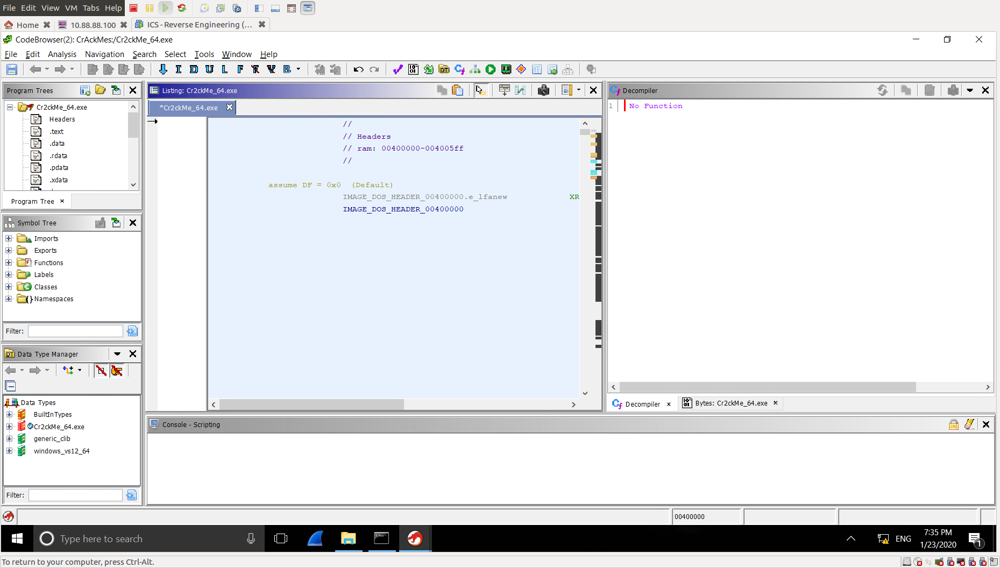 File Edit View VM Tabs Help
Home 10.88.88.100 ICS - Reverse Engineering (...
CodeBrowser(2): CrAckMes:/Cr2ckMe_64.exe
File Edit Analysis Navigation Search Select Tools Window Help
I D U L F B
Program Trees
Cr2ckMe_64.exe
Headers
.text
.data
.rdata
.pdata
.xdata
Program Tree
Symbol Tree
Imports
Exports
Functions
Labels
Classes
Namespaces
Filter:
Data Type Manager
Data Types
BuiltInTypes
Cr2ckMe_64.exe
generic_clib
windows_vs12_64
Filter:
Listing: Cr2ckMe_64.exe
*Cr2ckMe_64.exe
//
// Headers
// ram: 00400000-004005ff
//
assume DF = 0x0 (Default)
IMAGE_DOS_HEADER_00400000.e_lfanew XR
IMAGE_DOS_HEADER_00400000
Decompiler
1 No Function
Decompiler Bytes: Cr2ckMe_64.exe
Console - Scripting
00400000
Type here to search
ENG
7:35 PM
1/23/2020
1
To return to your computer, press Ctrl-Alt.